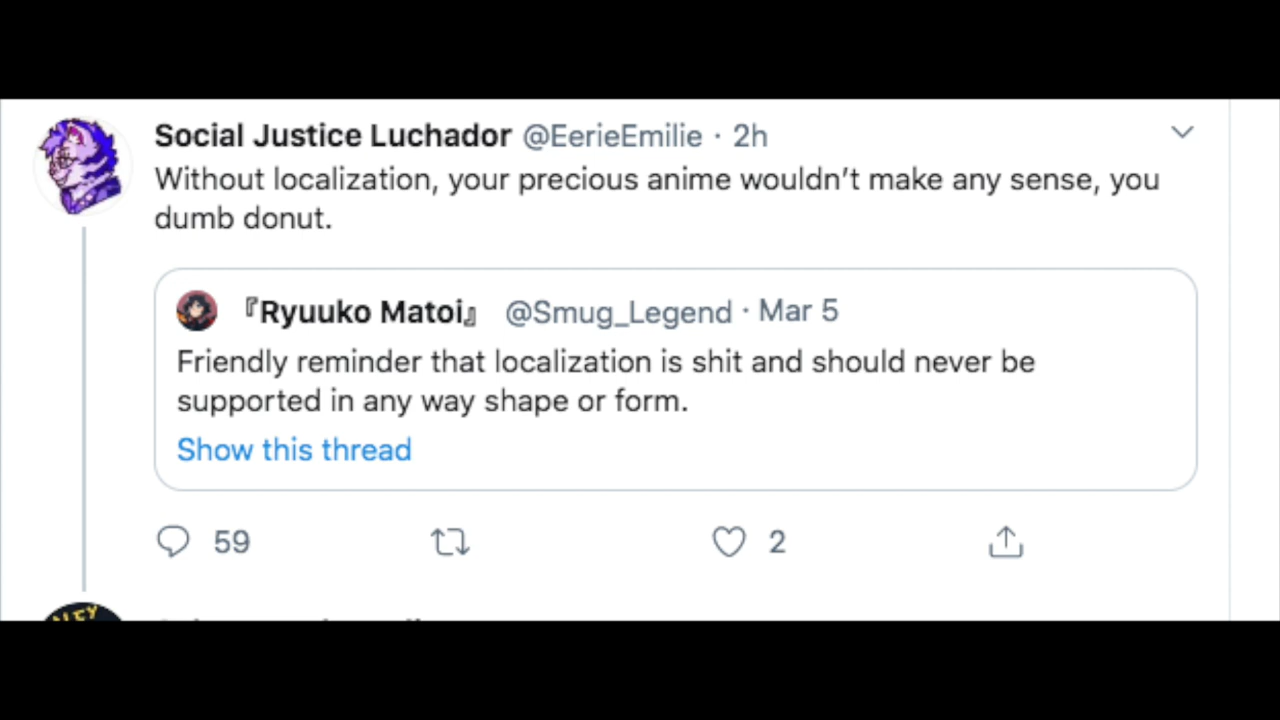 Social Justice Luchador @EerieEmilie · 2h
Without localization, your precious anime wouldn’t make any sense, you
dumb donut.
『Ryuuko Matoi』 @Smug_Legend · Mar 5
Friendly reminder that localization is shit and should never be
supported in any way shape or form.
Show this thread
59 2